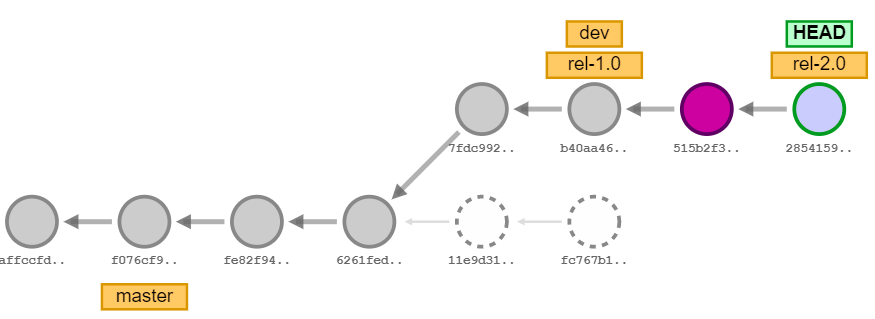 dev
HEAD
rel-1.0
rel-2.0
7fdc992..
b40aa46..
515b2f3..
2854159..
affccfd..
f076cf9..
fe82f94..
6261fed..
11e9d31..
fc767b1..
master